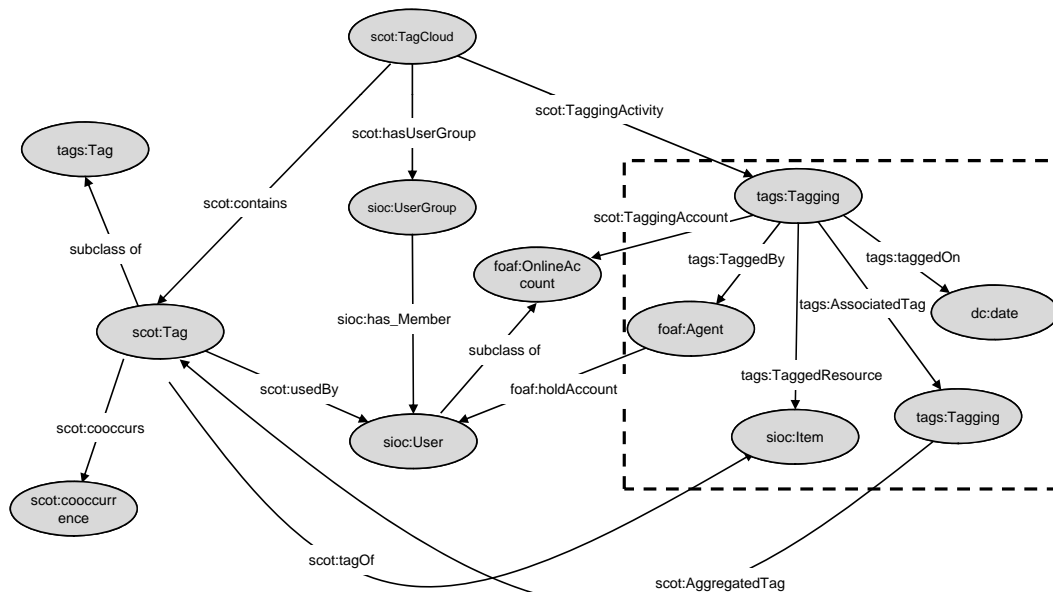 scot:TagCloud
scot:TaggingActivity
scot:hasUserGroup
tags:Tag
tags:Tagging
scot:contains
sioc:UserGroup
scot:TaggingAccount
subclass of
tags:TaggedBy
tags:taggedOn
foaf:OnlineAc
count
tags:AssociatedTag
dc:date
sioc:has_Member
scot:Tag
foaf:Agent
subclass of
scot:usedBy
foaf:holdAccount
tags:TaggedResource
tags:Tagging
scot:cooccurs
sioc:User
sioc:Item
scot:cooccurr
ence
scot:tagOf
scot:AggregatedTag